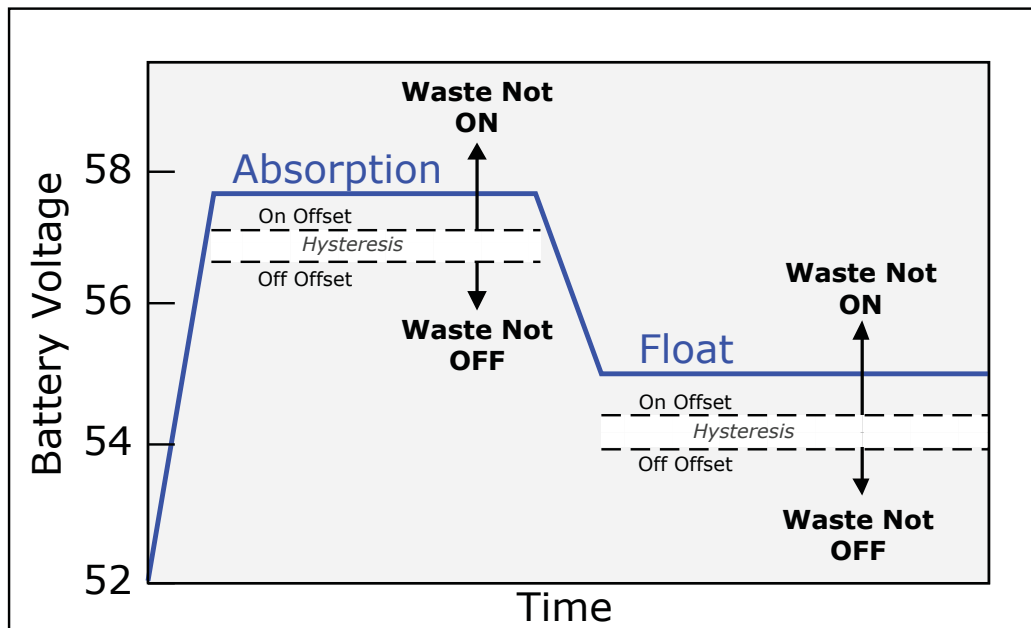 Waste Not
ON
58
Absorption
On Offset
Hysteresis
Off Offset
56
Waste Not
OFF
Waste Not
ON
Float
On Offset
Hysteresis
Off Offset
54
Waste Not
OFF
52
Battery Voltage
Time